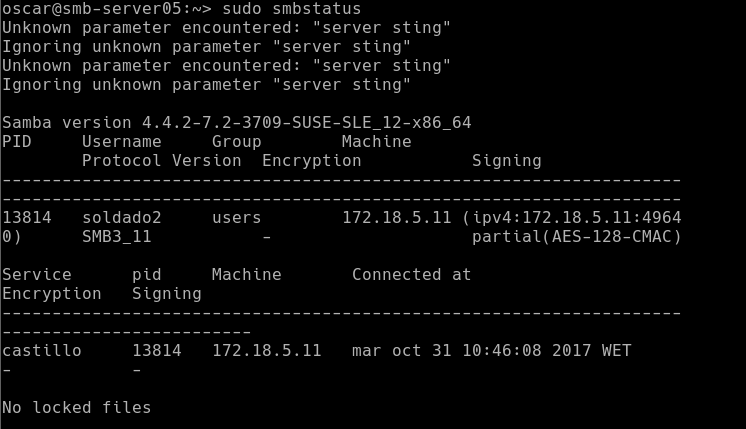 oscar@smb-server05:~> sudo smbstatus
Unknown parameter encountered: "server sting"
Ignoring unknown parameter "server sting"
Unknown parameter encountered: "server sting"
Ignoring unknown parameter "server sting"

Samba version 4.4.2-7.2-3709-SUSE-SLE_12-x86_64
PID     Username     Group        Machine
        Protocol Version  Encryption           Signing
--------------------------------------------------------------------
--------------------------------------------------------------------
13814   soldado2     users        172.18.5.11 (ipv4:172.18.5.11:4964
0)      SMB3_11           -                    partial(AES-128-CMAC)

Service      pid     Machine       Connected at
Encryption   Signing
--------------------------------------------------------------------
-------------------------
castillo     13814   172.18.5.11   mar oct 31 10:46:08 2017 WET
-            -

No locked files